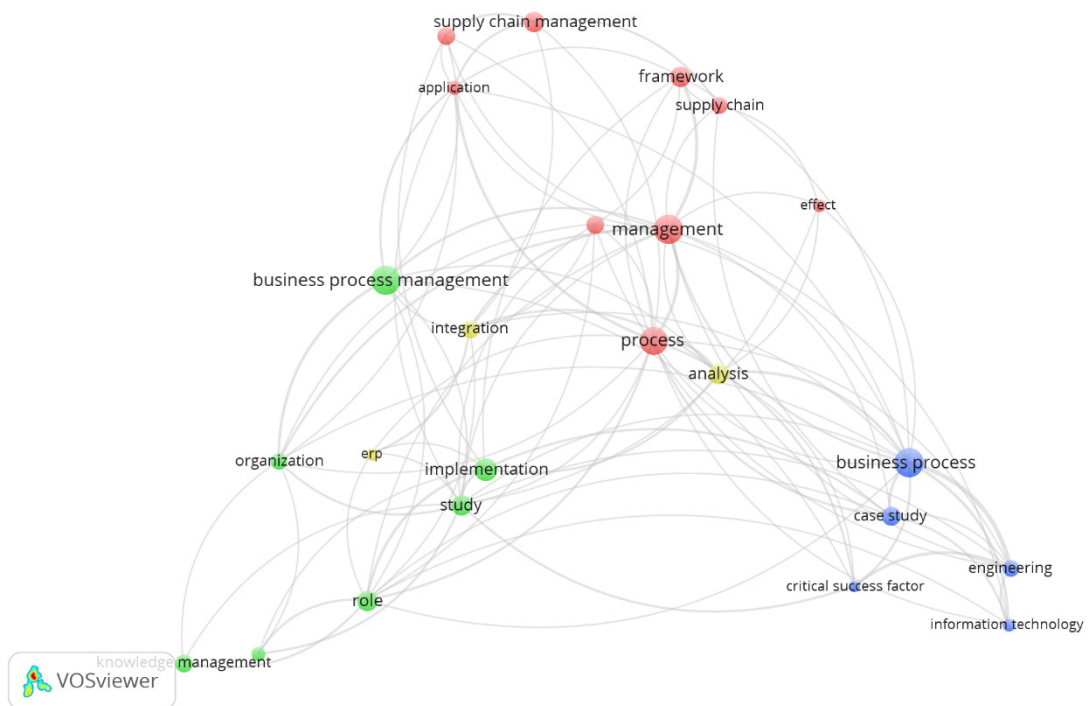 supply chain management
application
framework
supply chain
effect
management
business process management
integration
process
analysis
organization
erp
implementation
study
business process
case study
engineering
critical success factor
role
information technology
knowledge management
VOSviewer